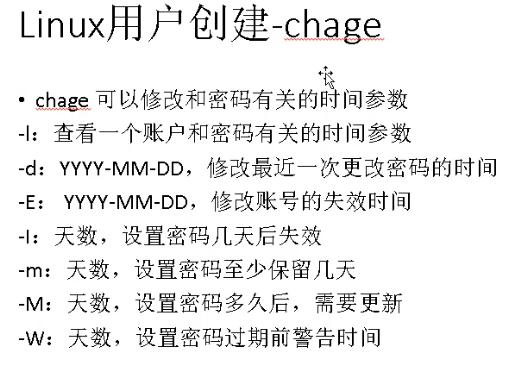 Linux用户创建-chage
• chage 可以修改和密码有关的时间参数
-l：查看一个账户和密码有关的时间参数
-d：YYYY-MM-DD，修改最近一次更改密码的时间
-E： YYYY-MM-DD，修改账号的失效时间
-I：天数，设置密码几天后失效
-m：天数，设置密码至少保留几天
-M：天数，设置密码多久后，需要更新
-W：天数，设置密码过期前警告时间